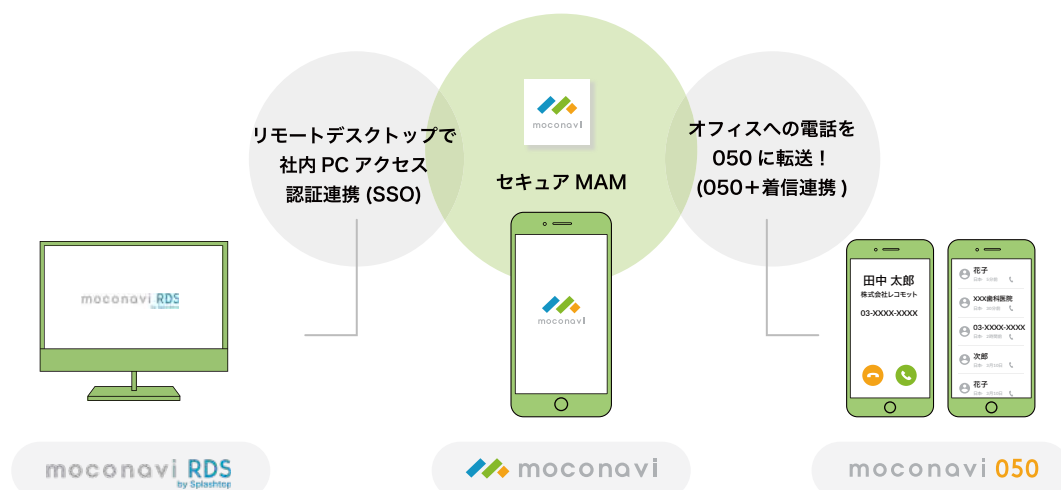 リモートデスクトップで
社内 PC アクセス
認証連携 (SSO)
moconavi
セキュア MAM
オフィスへの電話を
050 に転送！
(050＋着信連携 )
moconavi RDS
by Splashtop
moconavi
田中 太郎
株式会社レコモット
03-XXXX-XXXX
花子
XXX歯科医院
03-XXXX-XXXX
次郎
花子
moconavi RDS
by Splashtop
moconavi
moconavi 050